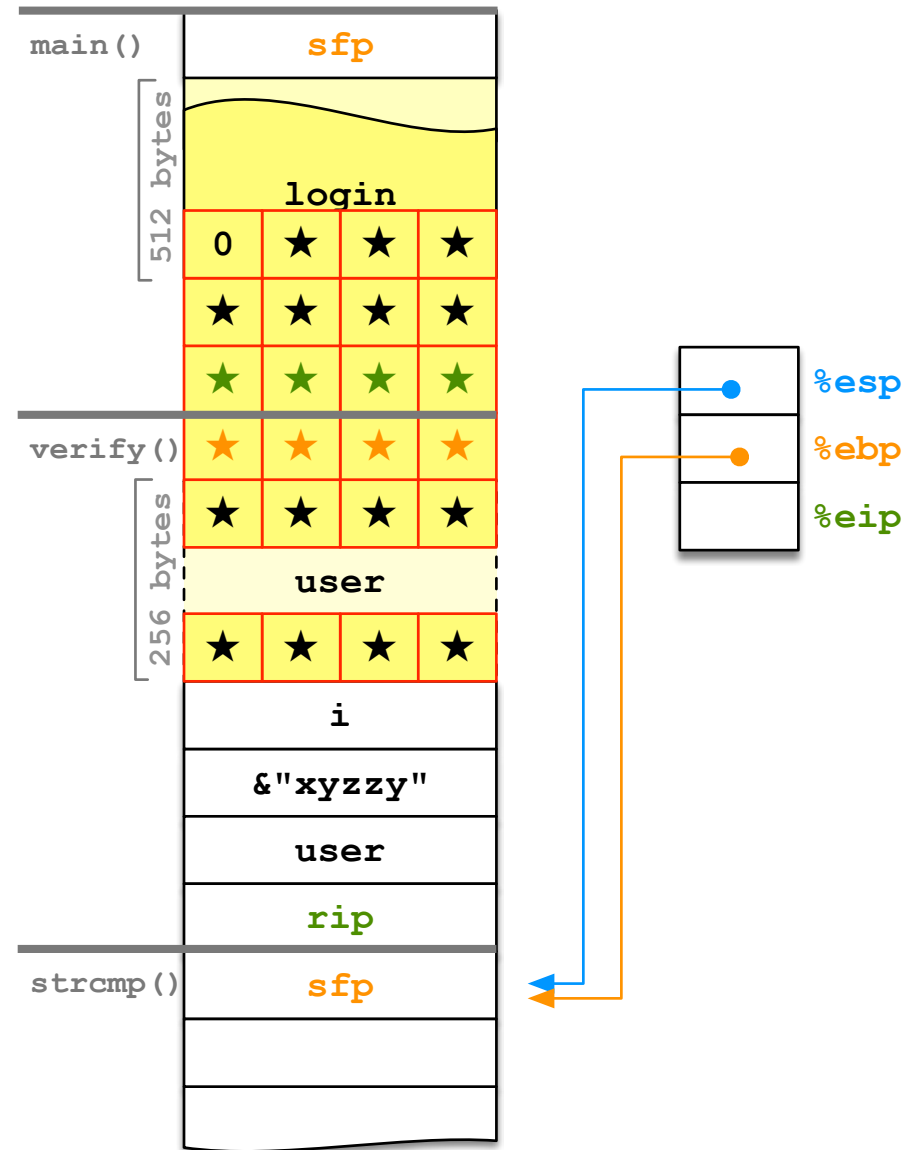 main()
sfp
512 bytes
login
0 ★ ★ ★
★ ★ ★ ★
★ ★ ★ ★
%esp
verify()
★ ★ ★ ★
%ebp
256 bytes
★ ★ ★ ★
%eip
user
★ ★ ★ ★
i
&"xyzzy"
user
rip
strcmp()
sfp